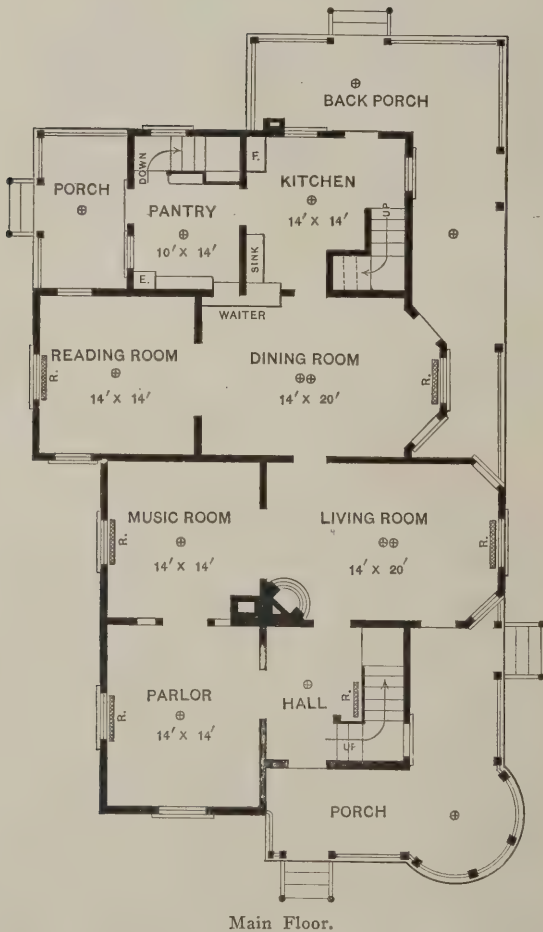 BACK PORCH
PORCH
DOWN
F.
KITCHEN
14' X 14'
UP
PANTRY
10' X 14'
SINK
E.
WAITER
READING ROOM
14' X 14'
R.
DINING ROOM
14' X 20'
R.
MUSIC ROOM
14' X 14'
R.
LIVING ROOM
14' X 20'
R.
PARLOR
14' X 14'
R.
HALL
R.
UP
PORCH
Main Floor.